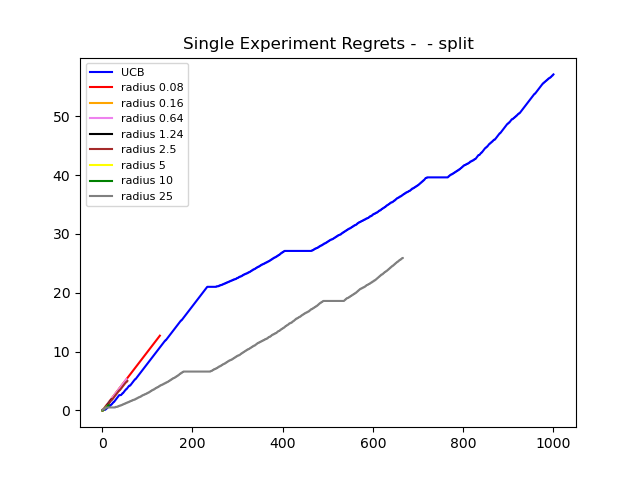 Single Experiment Regrets -  - split
UCB
radius 0.08
radius 0.16
radius 0.64
radius 1.24
radius 2.5
radius 5
radius 10
radius 25
50
40
30
20
10
0
0 200 400 600 800 1000